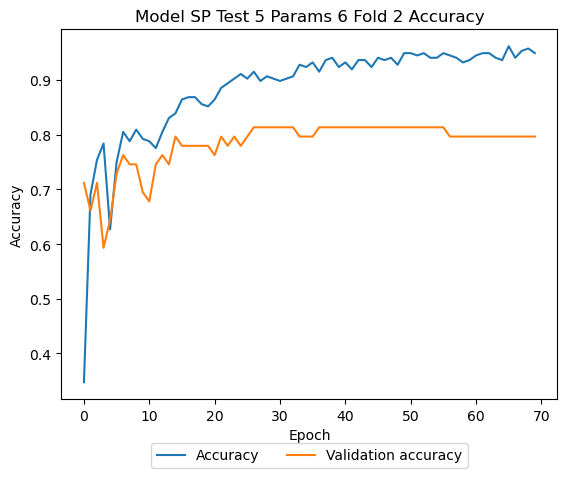 Model SP Test 5 Params 6 Fold 2 Accuracy
Accuracy
0.9
0.8
0.7
0.6
0.5
0.4
0 10 20 30 40 50 60 70
Epoch
Accuracy Validation accuracy